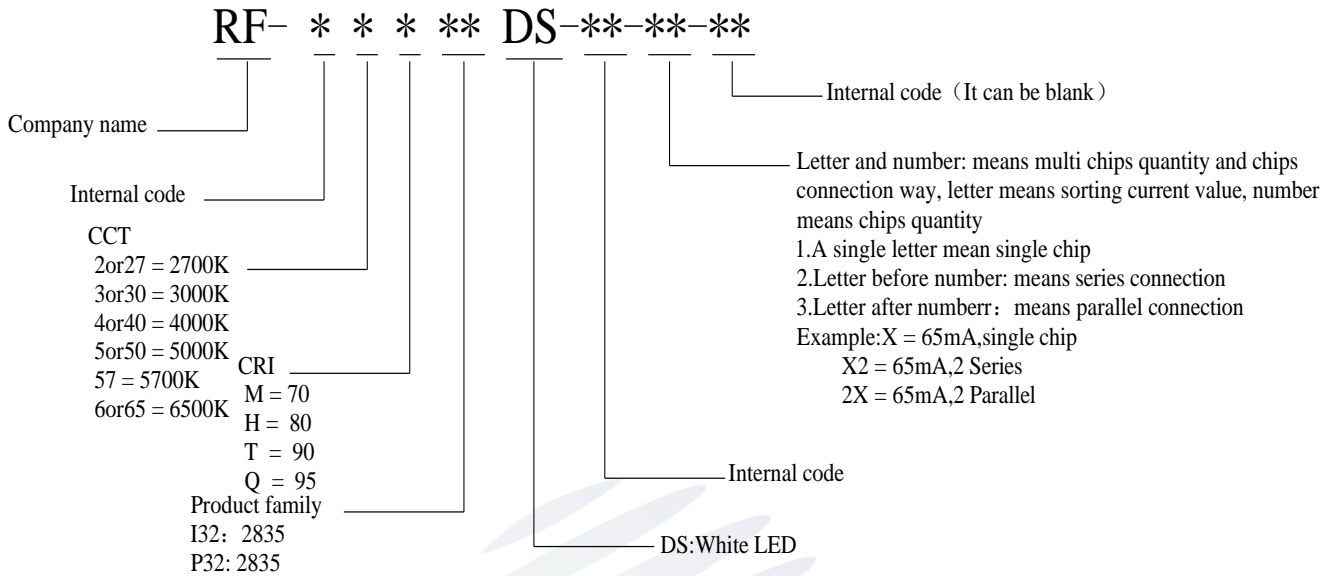 RF- * * * ** DS-**-**-**
Internal code（It can be blank）
Company name
Letter and number: means multi chips quantity and chips
connection way, letter means sorting current value, number
means chips quantity
1.A single letter mean single chip
2.Letter before number: means series connection
3.Letter after numberr：means parallel connection
Example:X = 65mA,single chip
X2 = 65mA,2 Series
2X = 65mA,2 Parallel
Internal code
CCT
2or27 = 2700K
3or30 = 3000K
4or40 = 4000K
5or50 = 5000K
57 = 5700K
6or65 = 6500K
CRI
M = 70
H = 80
T = 90
Q = 95
Product family
I32：2835
P32: 2835
Internal code
DS:White LED